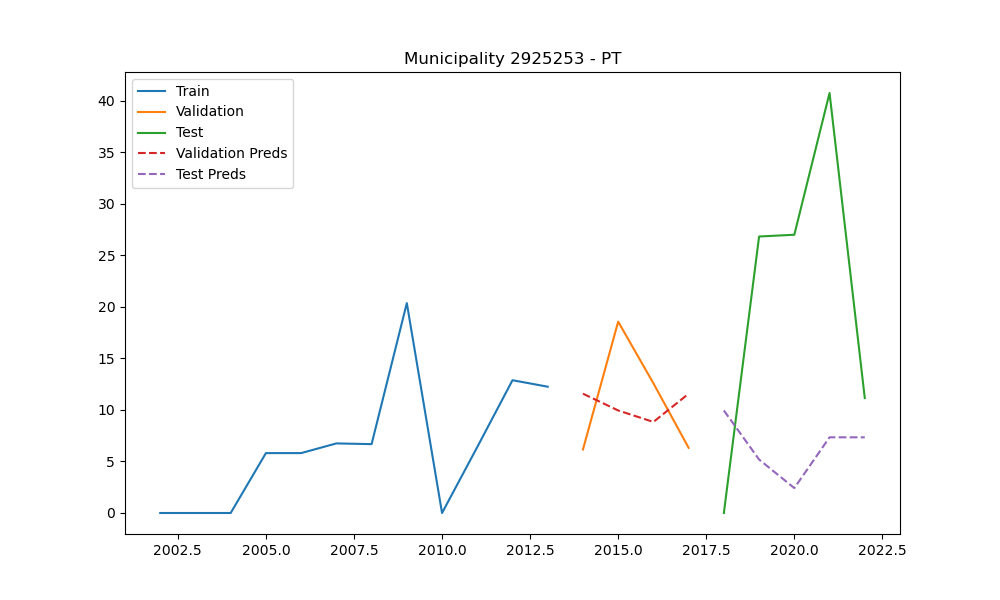 Municipality 2925253 - PT
Train
Validation
Test
Validation Preds
Test Preds
40
35
30
25
20
15
10
5
0
2002.5 2005.0 2007.5 2010.0 2012.5 2015.0 2017.5 2020.0 2022.5